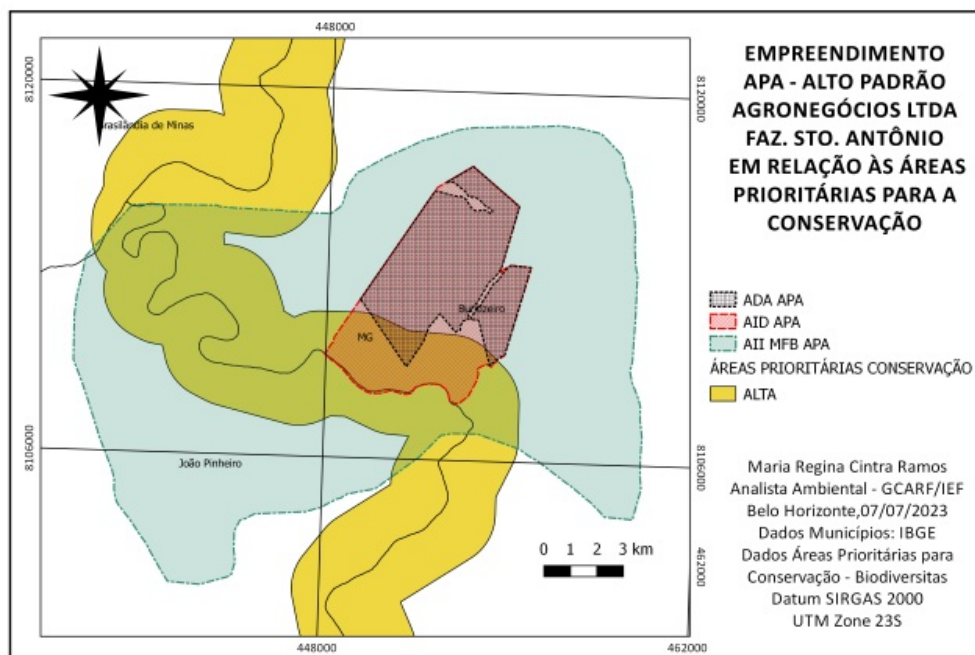 448000
8120000
8120000
Brasilândia de Minas
Buritizeiro
MG
João Pinheiro
8106000
8106000
0 1 2 3 km
448000
462000
462000
EMPREENDIMENTO
APA - ALTO PADRÃO
AGRONEGÓCIOS LTDA
FAZ. STO. ANTÔNIO
EM RELAÇÃO ÀS ÁREAS
PRIORITÁRIAS PARA A
CONSERVAÇÃO
ADA APA
AID APA
AII MFB APA
ÁREAS PRIORITÁRIAS CONSERVAÇÃO
ALTA
Maria Regina Cintra Ramos
Analista Ambiental - GCARF/IEF
Belo Horizonte,07/07/2023
Dados Municípios: IBGE
Dados Áreas Prioritárias para
Conservação - Biodiversitas
Datum SIRGAS 2000
UTM Zone 23S